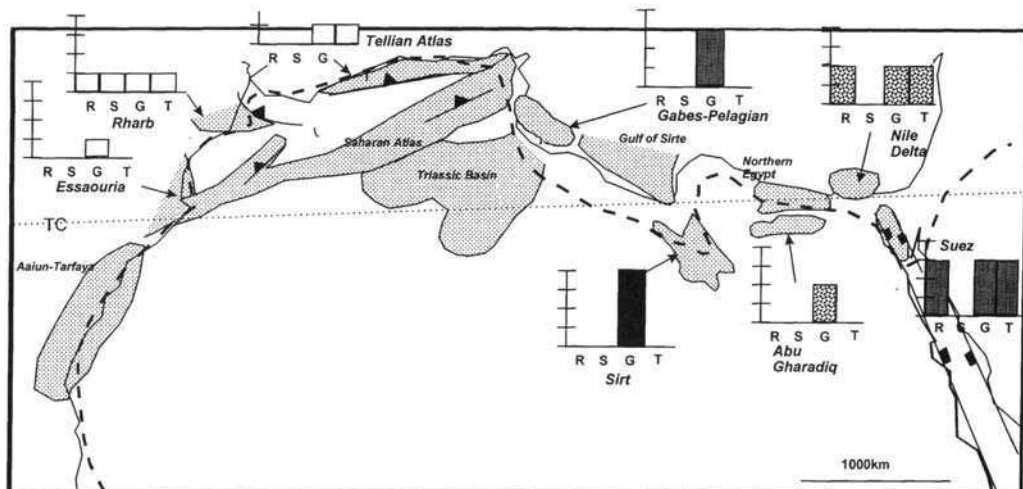 Tellian Atlas
R S G T
R S G T
Rharb
R S G T
Essaouria
R S G T
Gabes-Pelagian
R S G T
Nile
Delta
Saharan Atlas
Gulf of Sirte
Triassic Basin
Northern
Egypt
TC
Aaiun-Tarfaya
Suez
R S G T
R S G T
Sirt
R S G T
Abu
Gharadiq
1000km